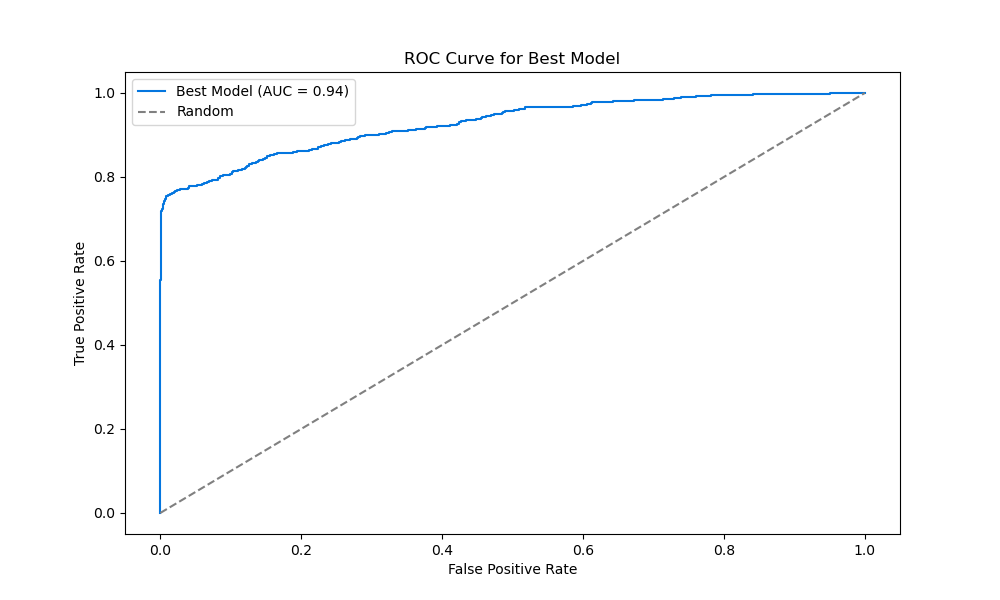 ROC Curve for Best Model
Best Model (AUC = 0.94)
Random
True Positive Rate
1.0
0.8
0.6
0.4
0.2
0.0
0.0 0.2 0.4 0.6 0.8 1.0
False Positive Rate